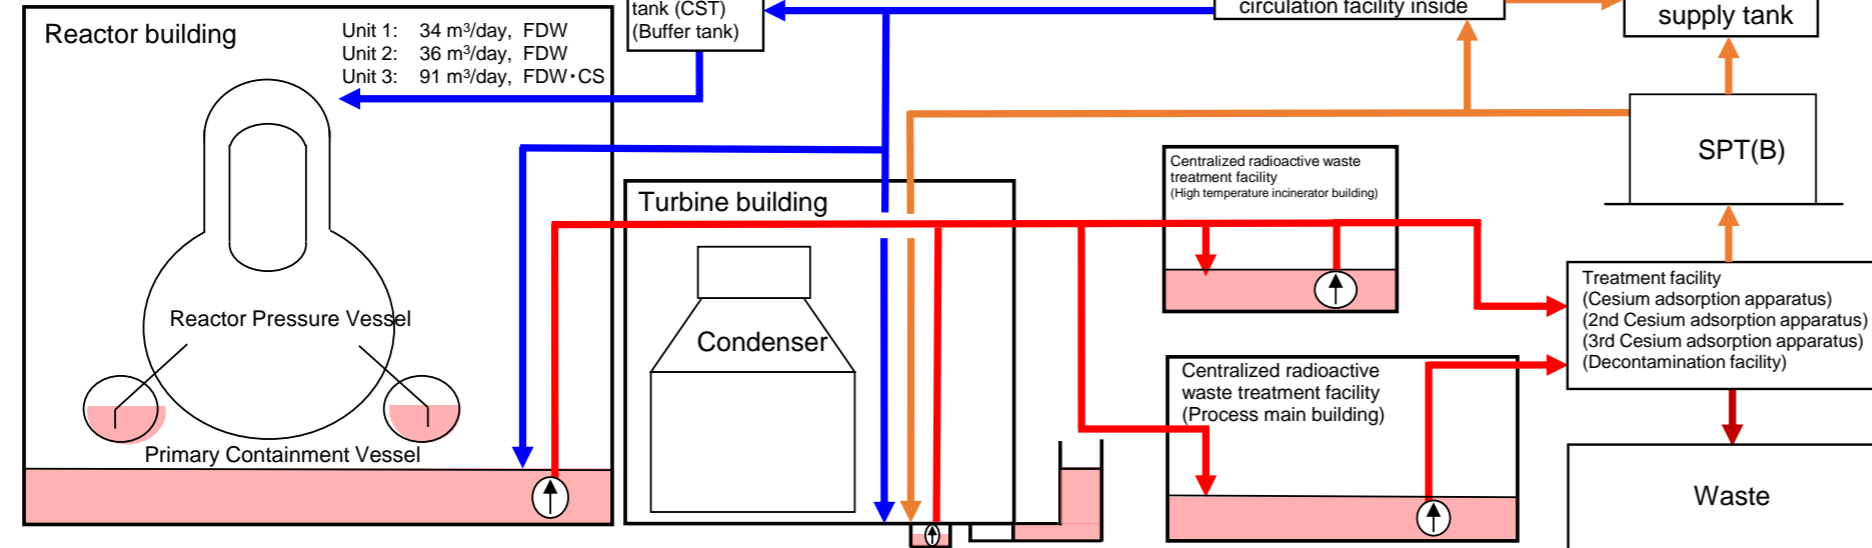 tank (CST)
(Buffer tank)
circulation facility inside
supply tank
Reactor building
Unit 1: 34 m³/day, FDW
Unit 2: 36 m³/day, FDW
Unit 3: 91 m³/day, FDW・CS
SPT(B)
Centralized radioactive waste
treatment facility
(High temperature incinerator building)
Turbine building
Treatment facility
(Cesium adsorption apparatus)
(2nd Cesium adsorption apparatus)
(3rd Cesium adsorption apparatus)
(Decontamination facility)
Reactor Pressure Vessel
Condenser
Centralized radioactive
waste treatment facility
(Process main building)
Primary Containment Vessel
Waste